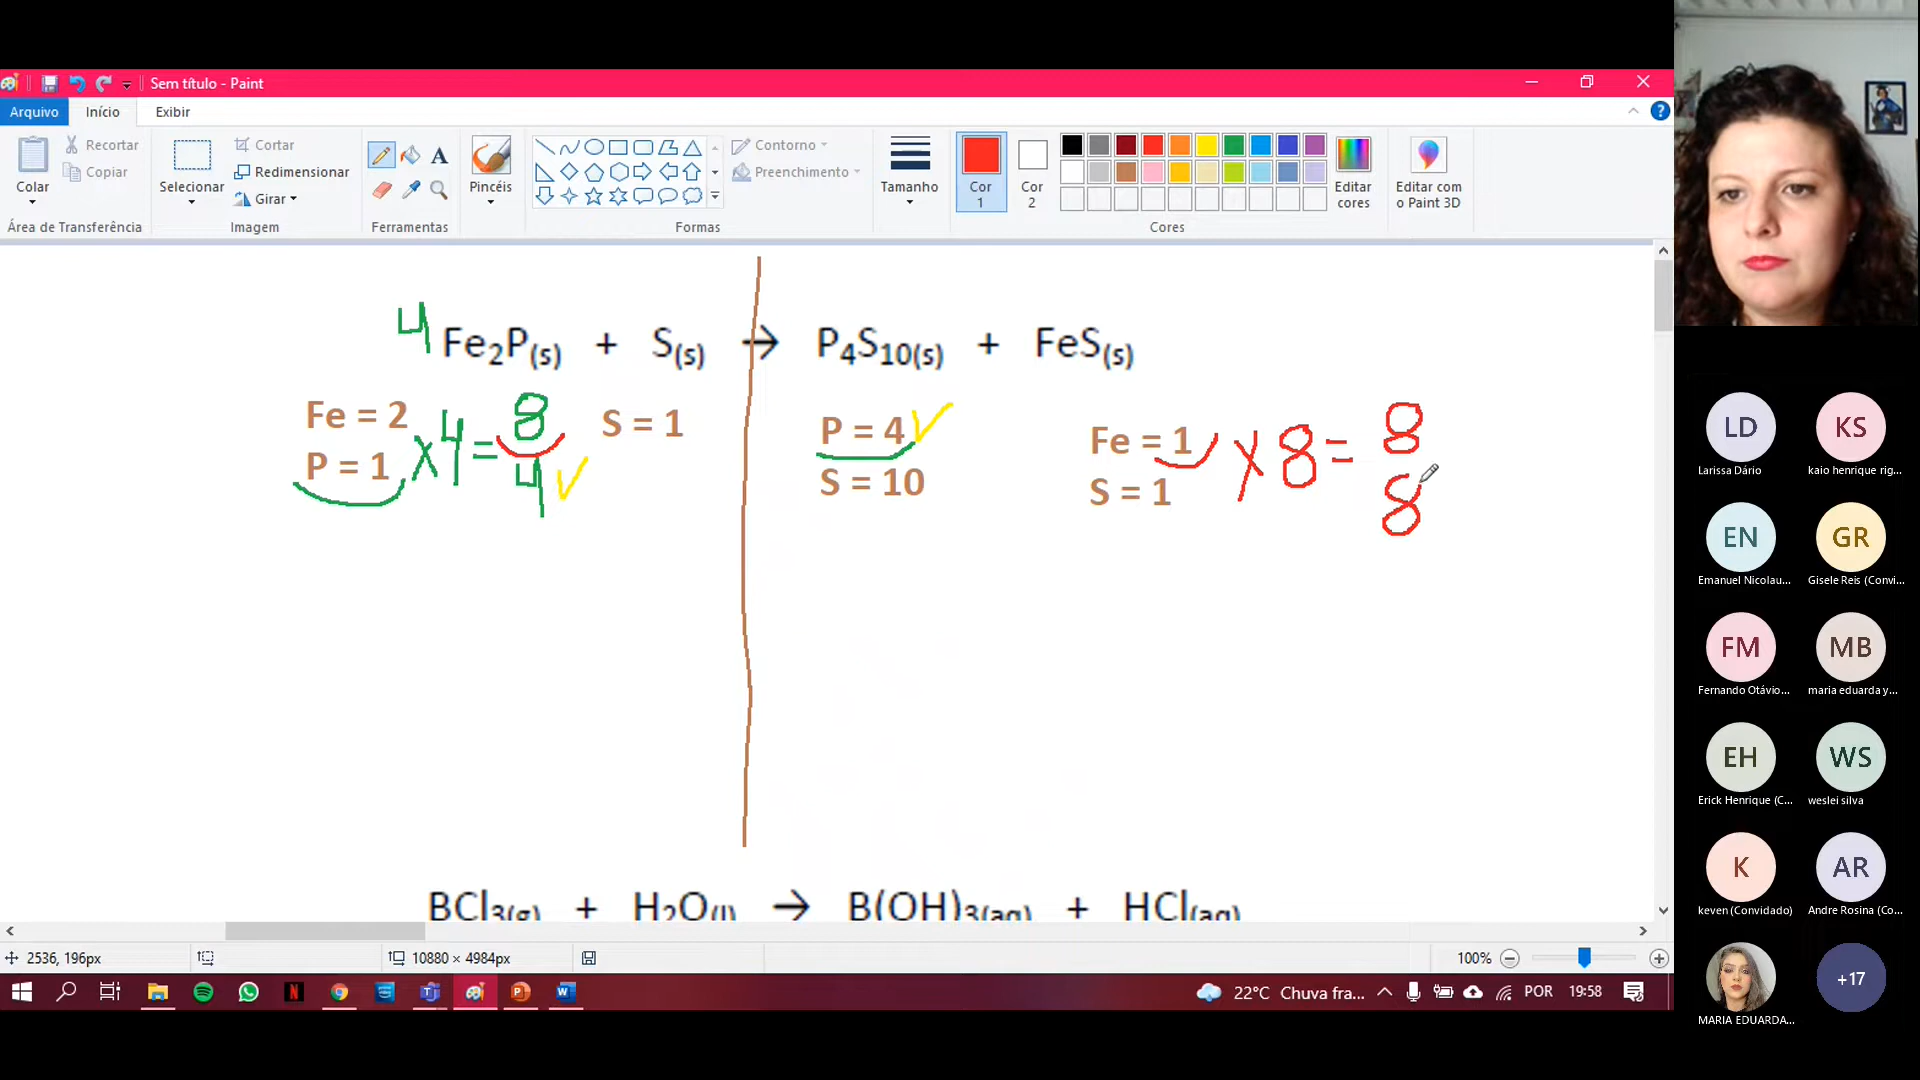 Sem título - Paint
Arquivo Início Exibir
Colar
Recortar
Copiar
Área de Transferência
Selecionar
Cortar
Redimensionar
Girar
Imagem
Ferramentas
Pincéis
Contorno
Preenchimento
Formas
Tamanho
Cor 1
Cor 2
Editar cores
Cores
Editar com o Paint 3D
4 Fe₂P(s) + S(s) → P₄S₁₀(s) + FeS(s)
Fe = 2
P = 1
x4 = 8
4
S = 1
P = 4
S = 10
Fe = 1
S = 1
x8 = 8
8
BCl₃(g) + H₂O(l) → B(OH)₃(aq) + HCl(aq)
2536, 196px
10880 × 4984px
100%
22°C Chuva fra...
POR
19:58
LD
Larissa Dário
KS
kaio henrique rig...
EN
Emanuel Nicolau...
GR
Gisele Reis (Convi...
FM
Fernando Otávio...
MB
maria eduarda y...
EH
Erick Henrique (C...
WS
weslei silva
K
keven (Convidado)
AR
Andre Rosina (Co...
MARIA EDUARDA...
+17